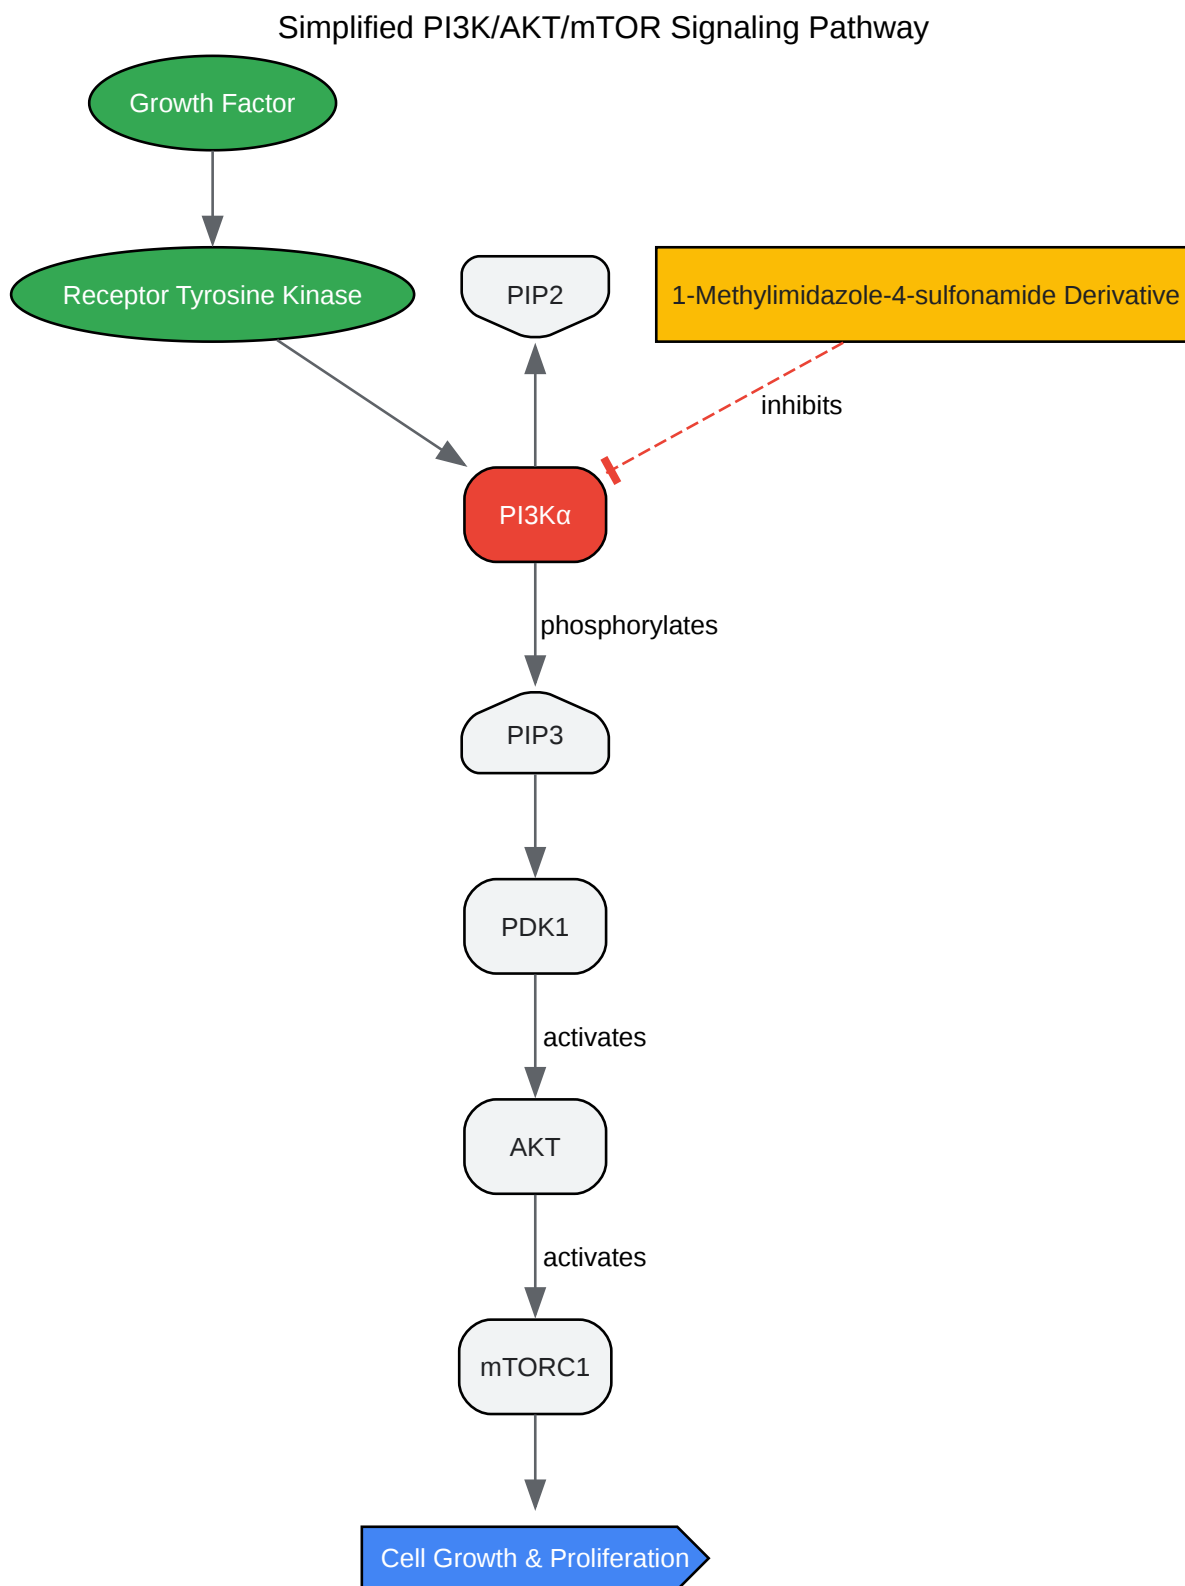 Simplified PI3K/AKT/mTOR Signaling Pathway
Growth Factor
Receptor Tyrosine Kinase
PIP2
1-Methylimidazole-4-sulfonamide Derivative
inhibits
PI3Kα
phosphorylates
PIP3
PDK1
activates
AKT
activates
mTORC1
Cell Growth & Proliferation